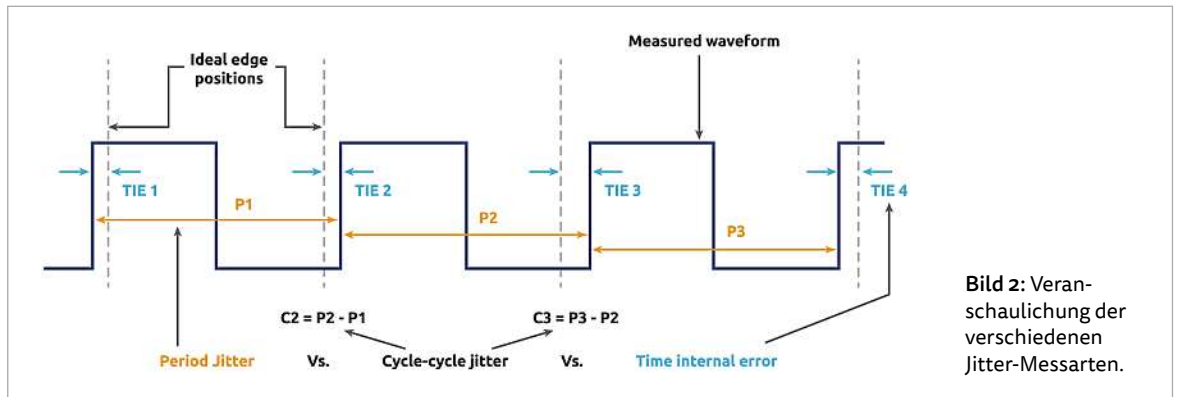 Measured waveform
Ideal edge
positions
TIE 1
TIE 2
TIE 3
TIE 4
P1
P2
P3
C2 = P2 - P1
C3 = P3 - P2
Period Jitter
Vs.
Cycle-cycle jitter
Vs.
Time internal error
Bild 2: Veran-
schaulichung der
verschiedenen
Jitter-Messarten.